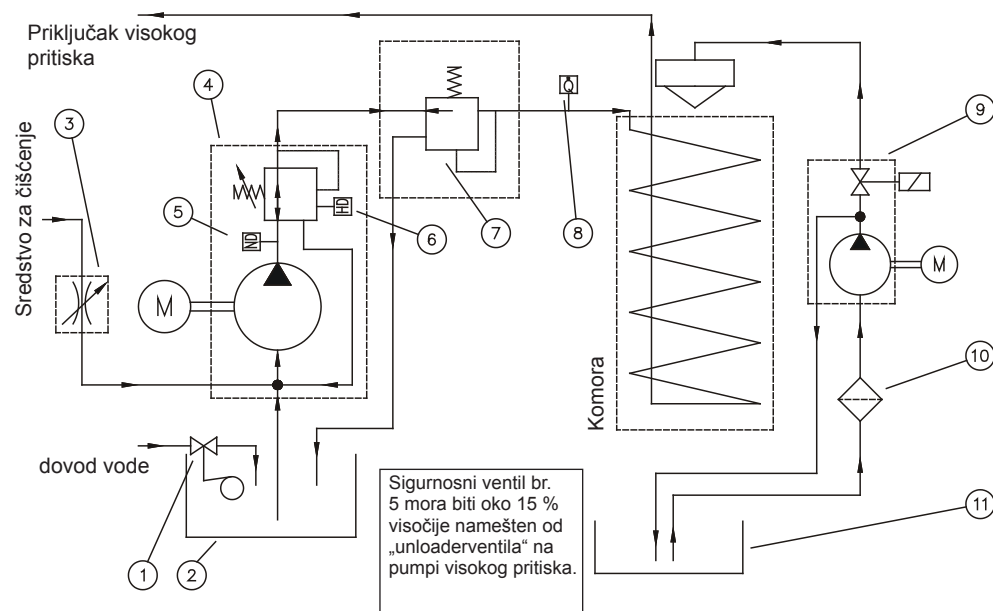 Priključak visokog
pritiska
4
3
9
Sredstvo za čišćenje
5
HD
6
ND
7
8
Q
M
M
Komora
10
dovod vode
Sigurnosni ventil br.
5 mora biti oko 15 %
visočije namešten od
„unloaderventila“ na
pumpi visokog pritiska.
11
1
2